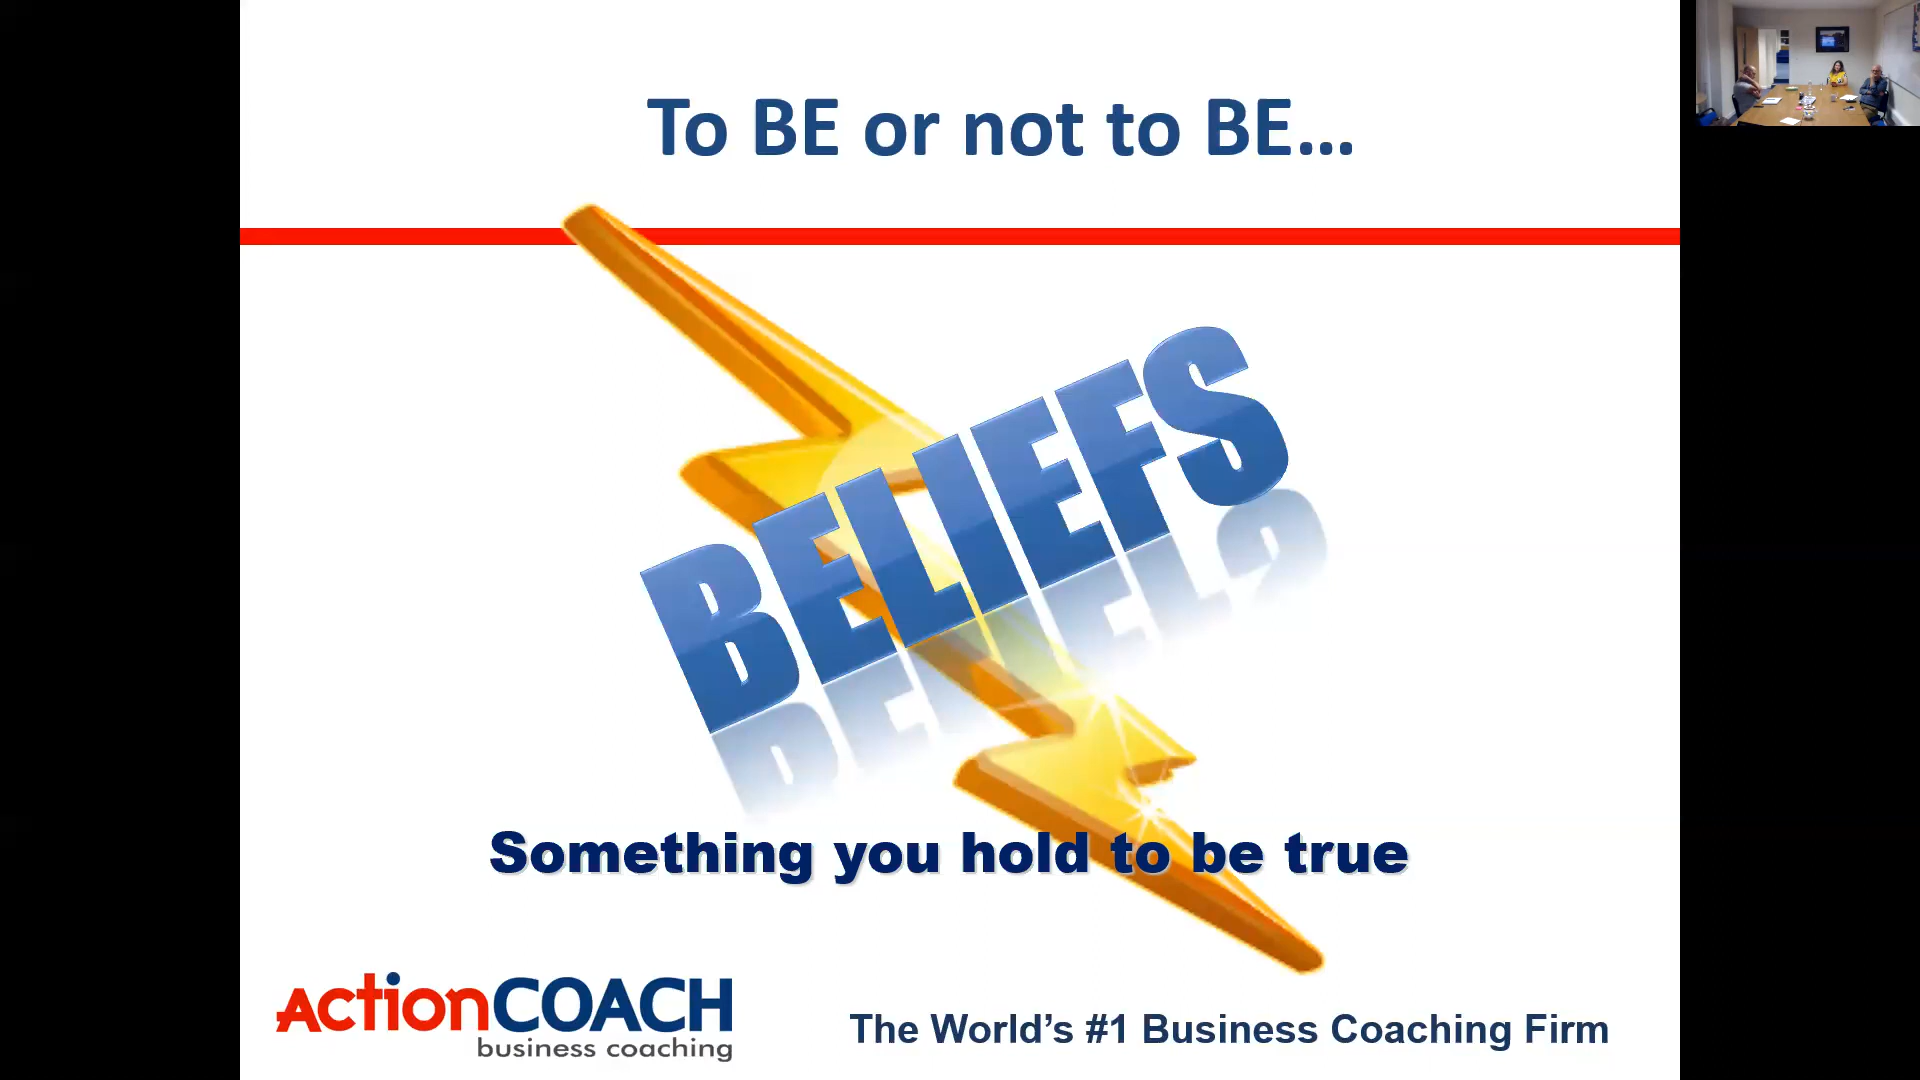 To BE or not to BE...
BELIEFS
Something you hold to be true
ActionCOACH
business coaching
The World's #1 Business Coaching Firm